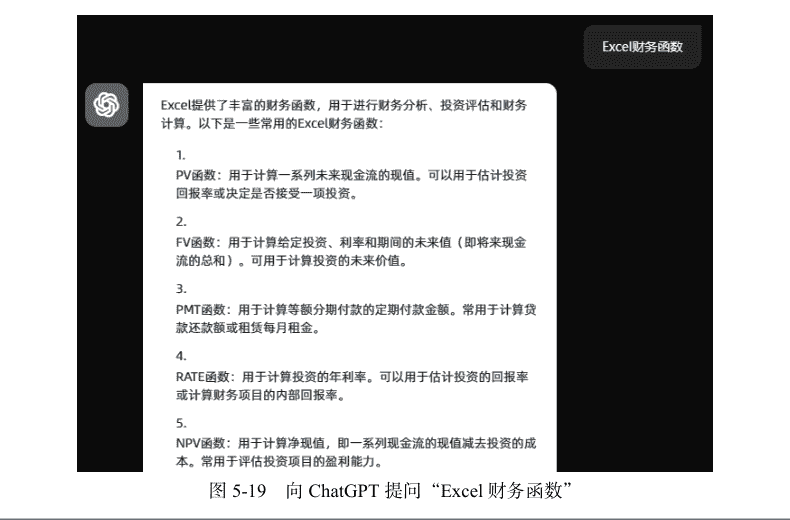 Excel财务函数
Excel提供了丰富的财务函数，用于进行财务分析、投资评估和财务
计算。以下是一些常用的Excel财务函数：
1.
PV函数：用于计算一系列未来现金流的现值。可以用于估计投资
回报率或决定是否接受一项投资。
2.
FV函数：用于计算给定投资、利率和期间的未来值（即将来现金
流的总和）。可用于计算投资的未来价值。
3.
PMT函数：用于计算等额分期付款的定期付款金额。常用于计算贷
款还款额或租赁每月租金。
4.
RATE函数：用于计算投资的年利率。可以用于估计投资的回报率
或计算财务项目的内部回报率。
5.
NPV函数：用于计算净现值，即一系列现金流的现值减去投资的成
本。常用于评估投资项目的盈利能力。
图 5-19 向 ChatGPT 提问“Excel 财务函数”